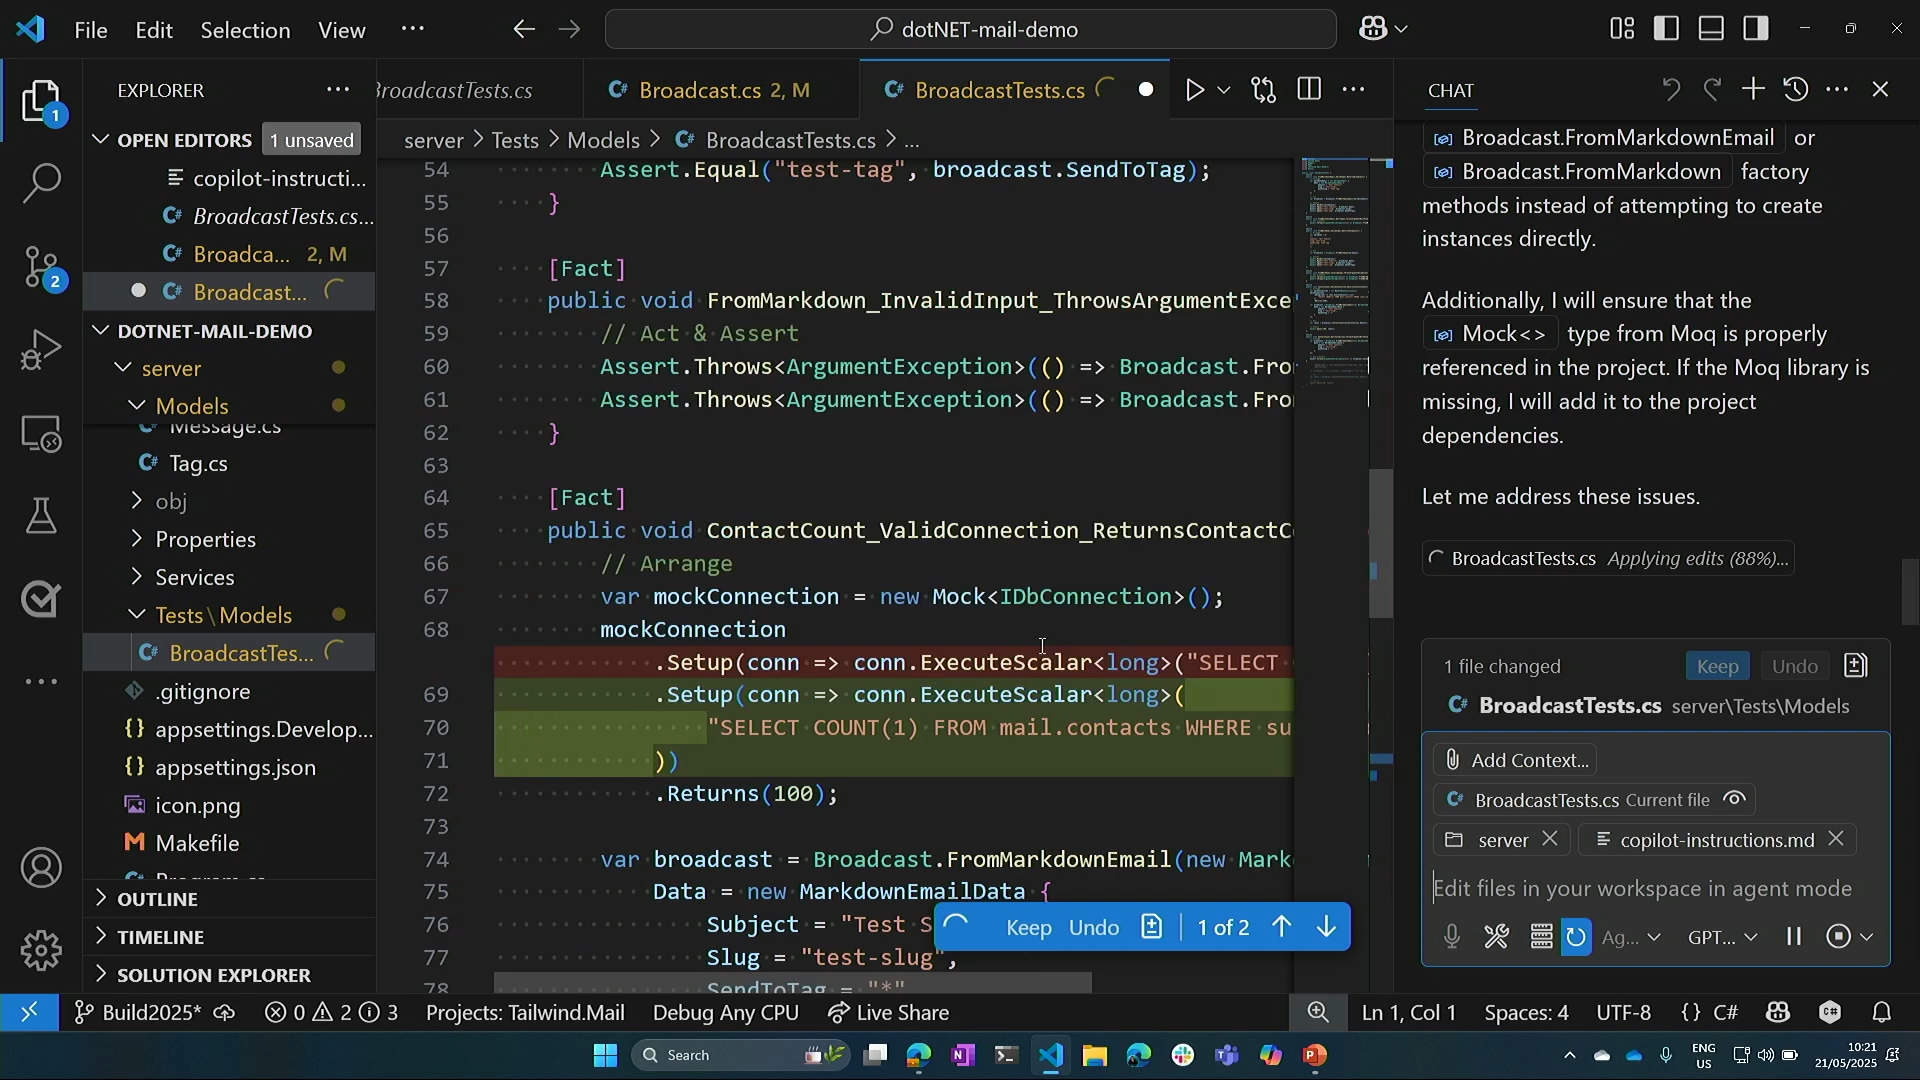 File Edit Selection View ··· dotNET-mail-demo
EXPLORER ···
OPEN EDITORS 1 unsaved
copilot-instructi...
BroadcastTests.cs...
Broadca... 2, M
Broadcast...
DOTNET-MAIL-DEMO
server
Models
Message.cs
Tag.cs
obj
Properties
Services
Tests\Models
BroadcastTes...
.gitignore
appsettings.Develop...
appsettings.json
icon.png
Makefile
OUTLINE
TIMELINE
SOLUTION EXPLORER
1
2
BroadcastTests.cs Broadcast.cs 2, M BroadcastTests.cs
server > Tests > Models > BroadcastTests.cs > ...
54 Assert.Equal("test-tag", broadcast.SendToTag);
55 }
56
57 [Fact]
58 public void FromMarkdown_InvalidInput_ThrowsArgumentExce
59 // Act & Assert
60 Assert.Throws<ArgumentException>(() => Broadcast.Fro
61 Assert.Throws<ArgumentException>(() => Broadcast.Fro
62 }
63
64 [Fact]
65 public void ContactCount_ValidConnection_ReturnsContactC
66 // Arrange
67 var mockConnection = new Mock<IDbConnection>();
68 mockConnection
.Setup(conn => conn.ExecuteScalar<long>("SELECT
69 .Setup(conn => conn.ExecuteScalar<long>(
70 "SELECT COUNT(1) FROM mail.contacts WHERE su
71 ))
72 .Returns(100);
73
74 var broadcast = Broadcast.FromMarkdownEmail(new Mark
75 Data = new MarkdownEmailData {
76 Subject = "Test S
77 Slug = "test-slug",
78 SendToTag = "*"
Keep Undo 1 of 2
CHAT
Broadcast.FromMarkdownEmail or
Broadcast.FromMarkdown factory
methods instead of attempting to create
instances directly.
Additionally, I will ensure that the
Mock<> type from Moq is properly
referenced in the project. If the Moq library is
missing, I will add it to the project
dependencies.
Let me address these issues.
BroadcastTests.cs Applying edits (88%)...
1 file changed Keep Undo
BroadcastTests.cs server\Tests\Models
Add Context...
BroadcastTests.cs Current file
server copilot-instructions.md
Edit files in your workspace in agent mode
Ag... GPT...
Build2025* 0 2 3 Projects: Tailwind.Mail Debug Any CPU Live Share Ln 1, Col 1 Spaces: 4 UTF-8 {} C#
Search
ENG
US
10:21
21/05/2025